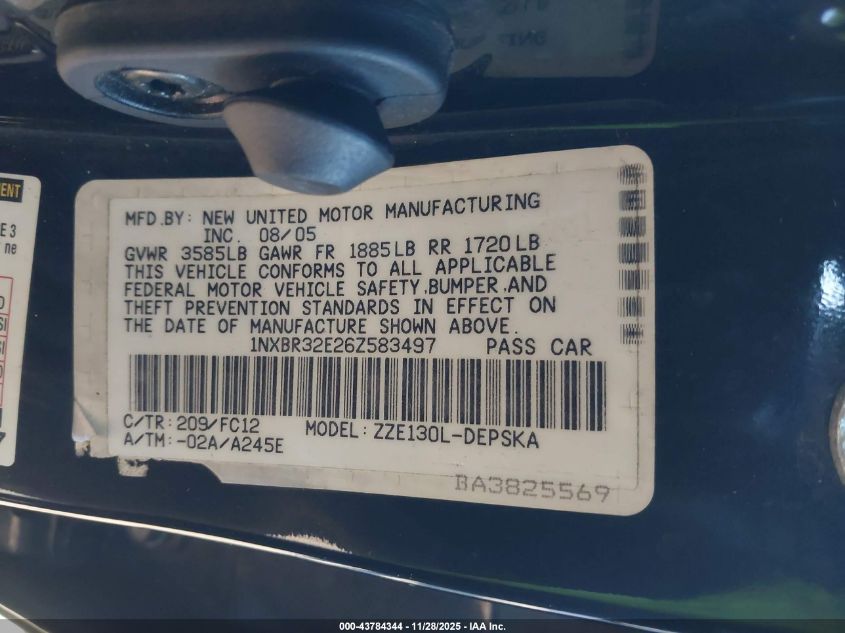 MENT
E 3
ne
MFD.BY: NEW UNITED MOTOR MANUFACTURING
INC. 08/05
GVWR 3585LB GAWR FR 1885LB RR 1720LB
THIS VEHICLE CONFORMS TO ALL APPLICABLE
FEDERAL MOTOR VEHICLE SAFETY,BUMPER,AND
THEFT PREVENTION STANDARDS IN EFFECT ON
THE DATE OF MANUFACTURE SHOWN ABOVE.
1NXBR32E26Z583497 PASS CAR
C/TR:209/FC12 MODEL:ZZE130L-DEPSKA
A/TM:-02A/A245E
BA3825569
000-43784344 | 11/28/2025 | IAA Inc.